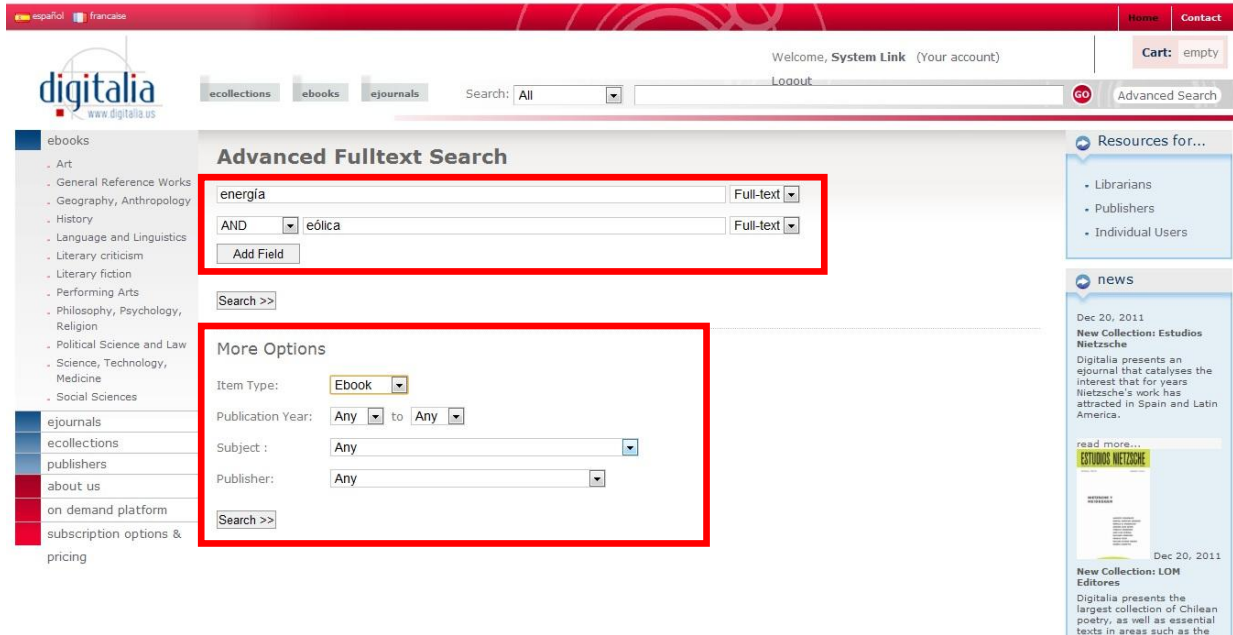 español francaise
Home Contact
Welcome, System Link (Your account)
Logout
Cart: empty
digitalia
www.digitalia.us
ecollections ebooks ejournals Search: All GO Advanced Search
ebooks
. Art
. General Reference Works
. Geography, Anthropology
. History
. Language and Linguistics
. Literary criticism
. Literary fiction
. Performing Arts
. Philosophy, Psychology,
Religion
. Political Science and Law
. Science, Technology,
Medicine
. Social Sciences
ejournals
ecollections
publishers
about us
on demand platform
subscription options &
pricing
Advanced Fulltext Search
energía Full-text
AND eólica Full-text
Add Field
Search >>
More Options
Item Type: Ebook
Publication Year: Any to Any
Subject : Any
Publisher: Any
Search >>
Resources for...
Librarians
Publishers
Individual Users
news
Dec 20, 2011
New Collection: Estudios
Nietzsche
Digitalia presents an
ejournal that catalyses the
interest that for years
Nietzsche's work has
attracted in Spain and Latin
America.
read more...
ESTUDIOS NIETZSCHE
Dec 20, 2011
New Collection: LOM
Editores
Digitalia presents the
largest collection of Chilean
poetry, as well as essential
texts in areas such as the